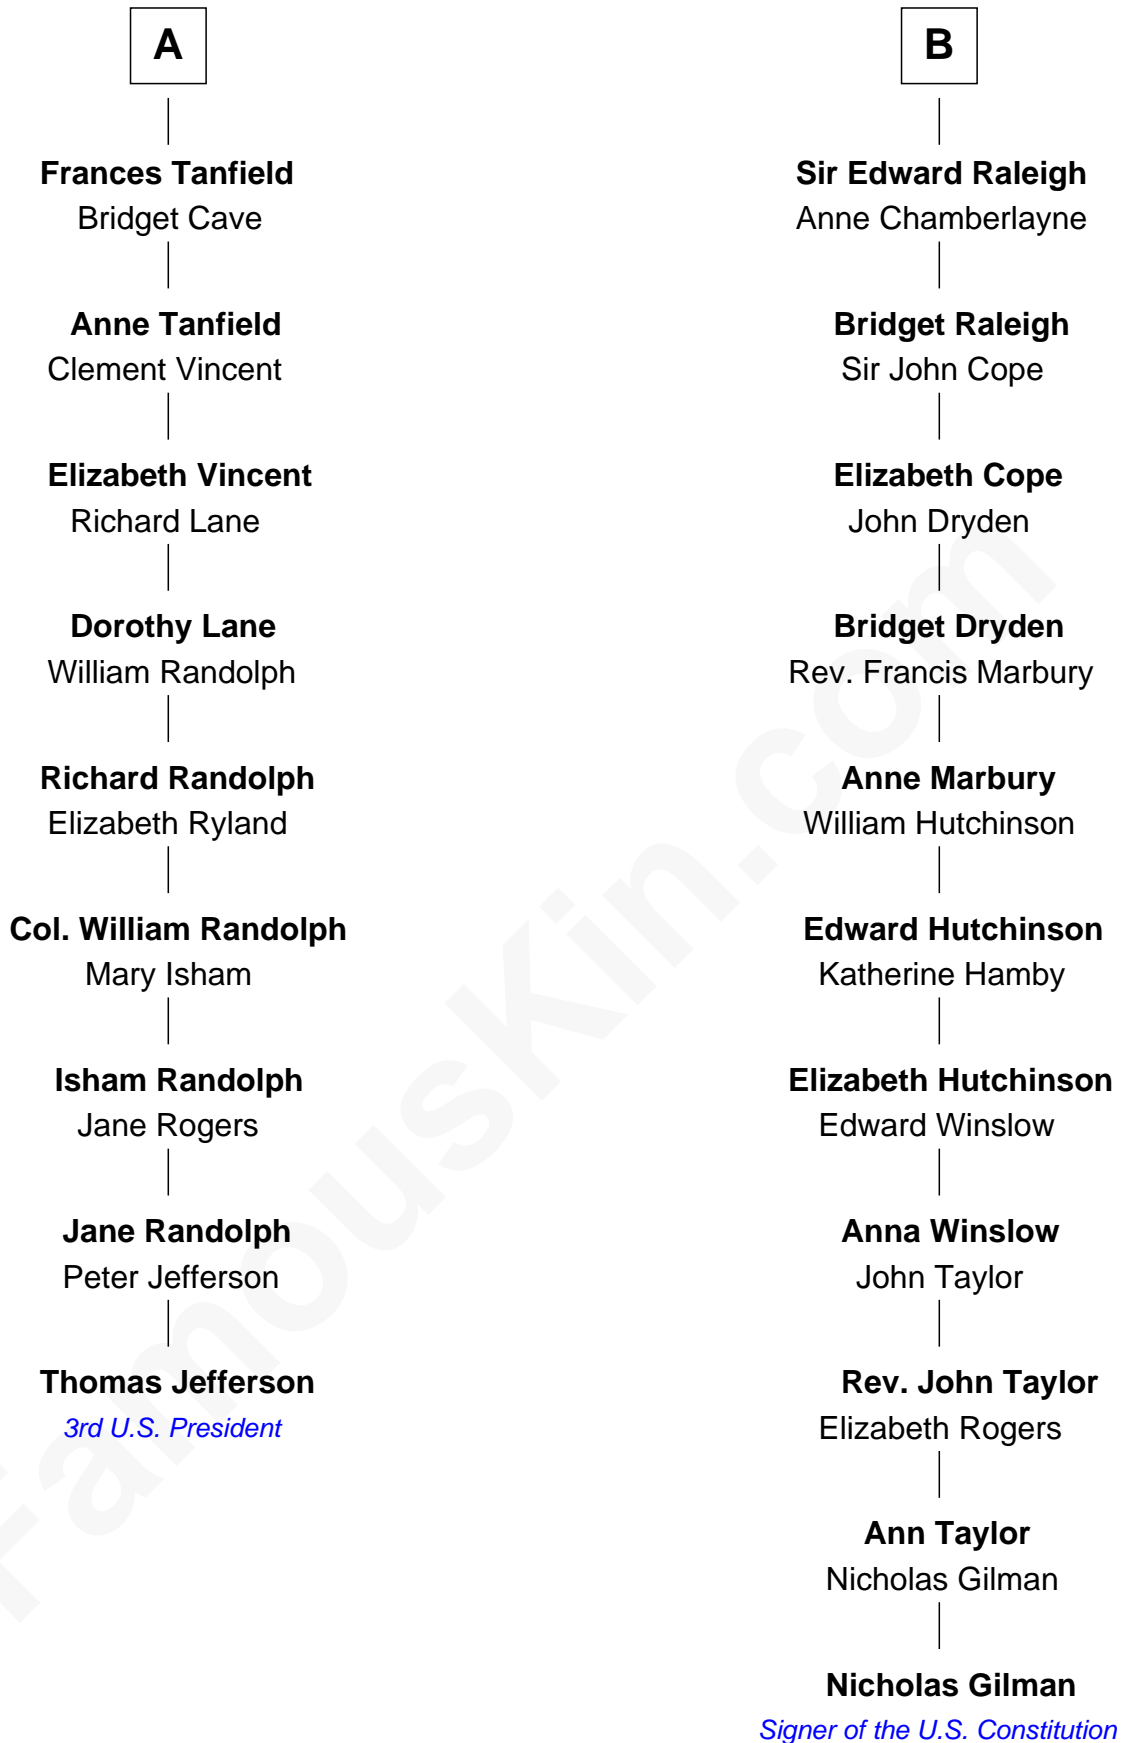 A
Frances Tanfield
Bridget Cave
Anne Tanfield
Clement Vincent
Elizabeth Vincent
Richard Lane
Dorothy Lane
William Randolph
Richard Randolph
Elizabeth Ryland
Col. William Randolph
Mary Isham
Isham Randolph
Jane Rogers
Jane Randolph
Peter Jefferson
Thomas Jefferson
3rd U.S. President
B
Sir Edward Raleigh
Anne Chamberlayne
Bridget Raleigh
Sir John Cope
Elizabeth Cope
John Dryden
Bridget Dryden
Rev. Francis Marbury
Anne Marbury
William Hutchinson
Edward Hutchinson
Katherine Hamby
Elizabeth Hutchinson
Edward Winslow
Anna Winslow
John Taylor
Rev. John Taylor
Elizabeth Rogers
Ann Taylor
Nicholas Gilman
Nicholas Gilman
Signer of the U.S. Constitution
FamousKin.com